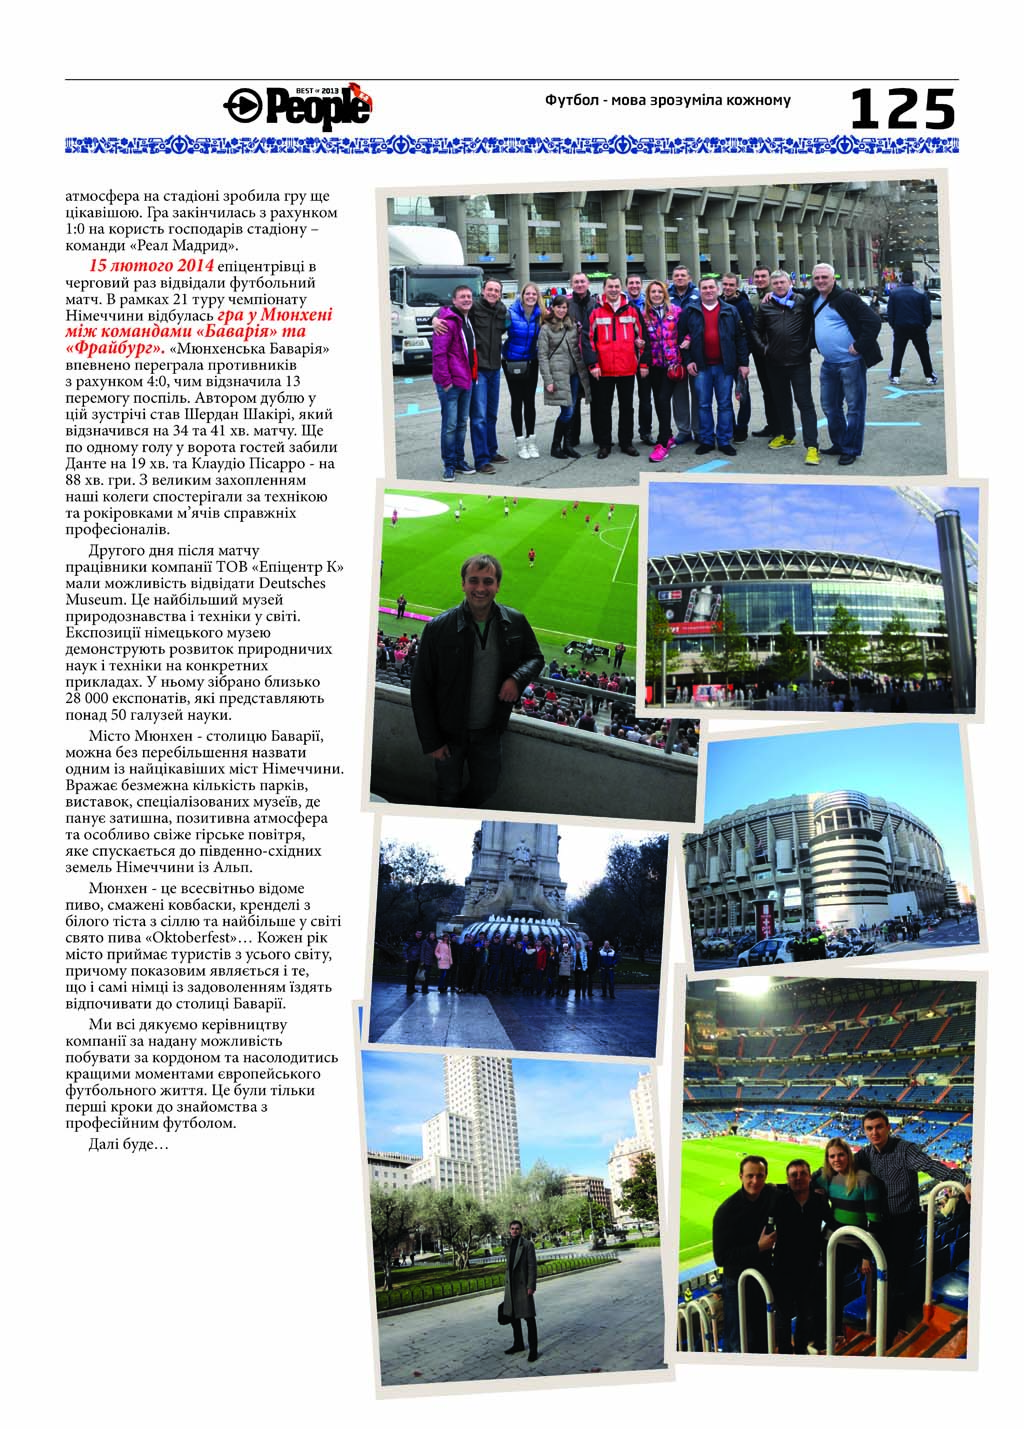 BEST of 2013
People
Футбол - мова зрозуміла кожному
125
атмосфера на стадіоні зробила гру ще
цікавішою. Гра закінчилась з рахунком
1:0 на користь господарів стадіону –
команди «Реал Мадрид».
15 лютого 2014 епіцентрівці в
черговий раз відвідали футбольний
матч. В рамках 21 туру чемпіонату
Німеччини відбулась гра у Мюнхені
між командами «Баварія» та
«Фрайбург». «Мюнхенська Баварія»
впевнено переграла противників
з рахунком 4:0, чим відзначила 13
перемогу поспіль. Автором дублю у
цій зустрічі став Шердан Шакірі, який
відзначився на 34 та 41 хв. матчу. Ще
по одному голу у ворота гостей забили
Данте на 19 хв. та Клаудіо Пісарро - на
88 хв. гри. З великим захопленням
наші колеги спостерігали за технікою
та рокіровками м’ячів справжніх
професіоналів.
Другого дня після матчу
працівники компанії ТОВ «Епіцентр К»
мали можливість відвідати Deutsches
Museum. Це найбільший музей
природознавства і техніки у світі.
Експозиції німецького музею
демонструють розвиток природничих
наук і техніки на конкретних
прикладах. У ньому зібрано близько
28 000 експонатів, які представляють
понад 50 галузей науки.
Місто Мюнхен - столицю Баварії,
можна без перебільшення назвати
одним із найцікавіших міст Німеччини.
Вражає безмежна кількість парків,
виставок, спеціалізованих музеїв, де
панує затишна, позитивна атмосфера
та особливо свіже гірське повітря,
яке спускається до південно-східних
земель Німеччини із Альп.
Мюнхен - це всесвітньо відоме
пиво, смажені ковбаски, кренделі з
білого тіста з сіллю та найбільше у світі
свято пива «Oktoberfest»… Кожен рік
місто приймає туристів з усього світу,
причому показовим являється і те,
що і самі німці із задоволенням їздять
відпочивати до столиці Баварії.
Ми всі дякуємо керівництву
компанії за надану можливість
побувати за кордоном та насолодитись
кращими моментами європейського
футбольного життя. Це були тільки
перші кроки до знайомства з
професійним футболом.
Далі буде…